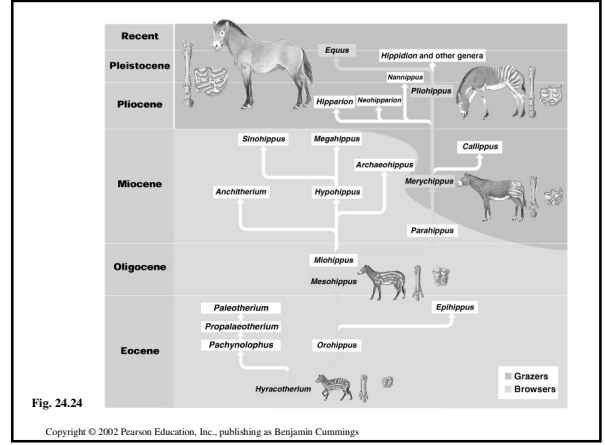 Recent
Equus
Hippidion and other genera
Pleistocene
Nannippus
Pliohippus
Pliocene
Hipparion
Neohipparion
Sinohippus
Megahippus
Callippus
Archaeohippus
Miocene
Anchitherium
Hypohippus
Merychippus
Parahippus
Miohippus
Oligocene
Mesohippus
Paleotherium
Epihippus
Propalaeotherium
Eocene
Pachynolophus
Orohippus
Grazers
Browsers
Hyracotherium
Fig. 24.24
Copyright © 2002 Pearson Education, Inc., publishing as Benjamin Cummings